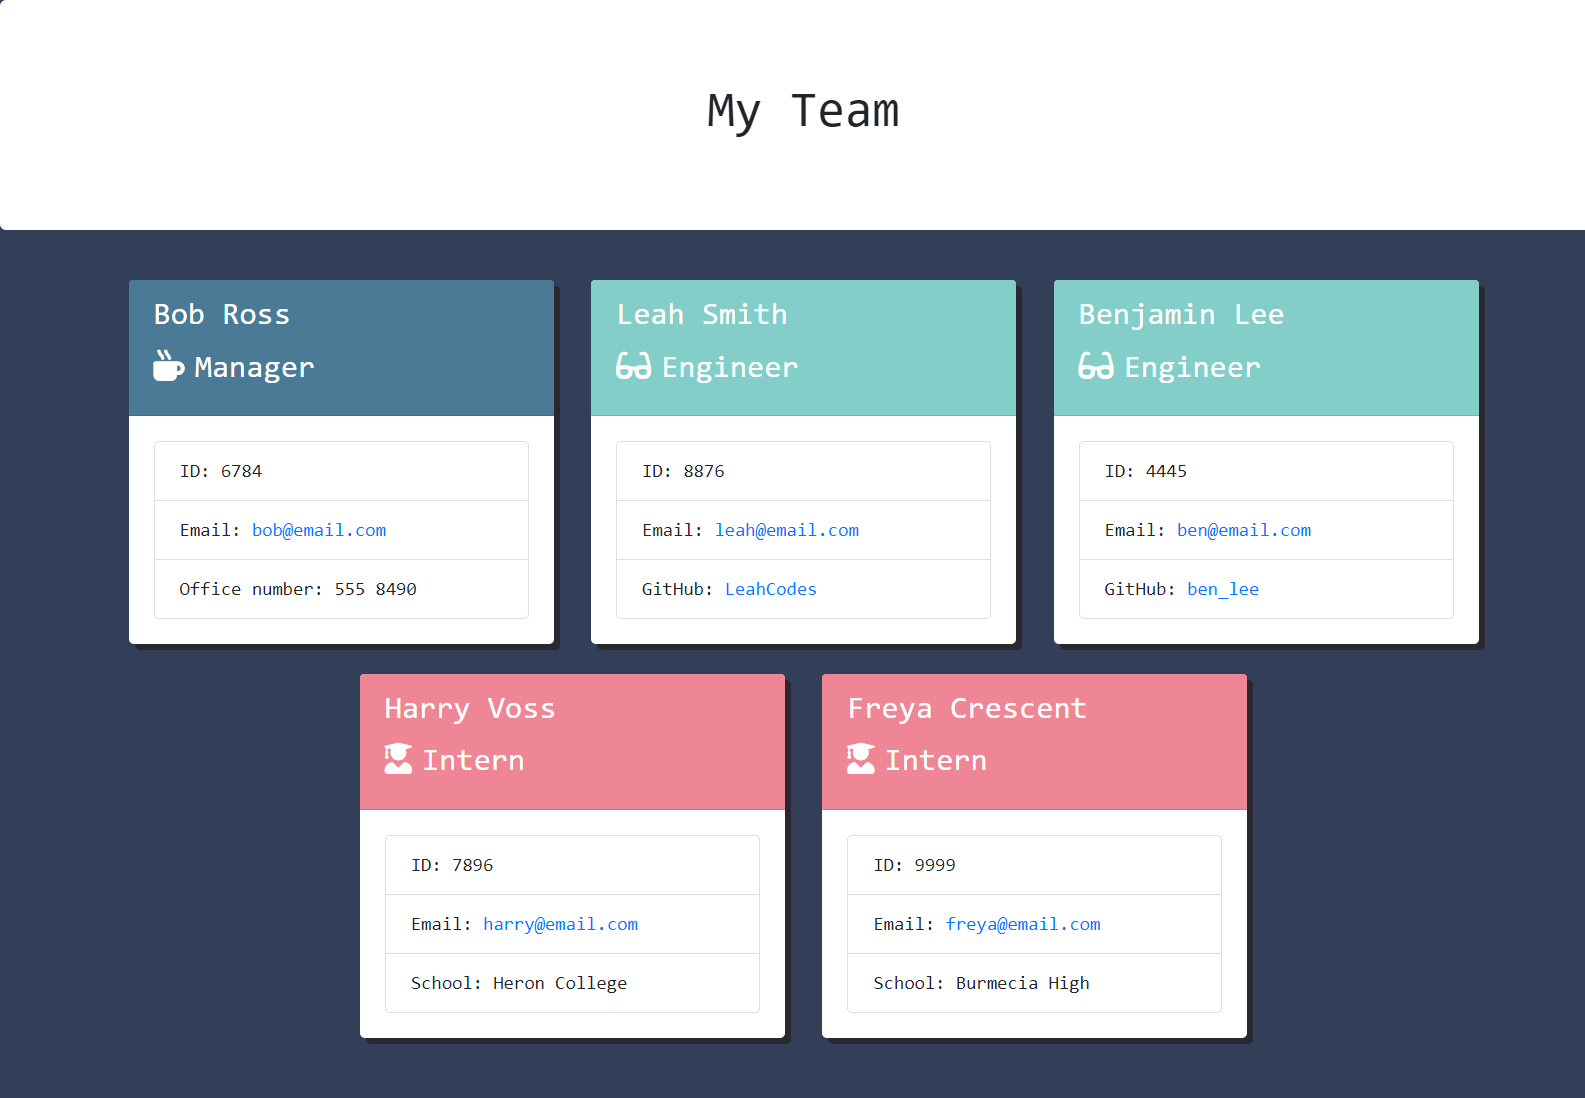 My Team
Bob Ross
Manager
ID: 6784
Email: bob@email.com
Office number: 555 8490
Leah Smith
Engineer
ID: 8876
Email: leah@email.com
GitHub: LeahCodes
Benjamin Lee
Engineer
ID: 4445
Email: ben@email.com
GitHub: ben_lee
Harry Voss
Intern
ID: 7896
Email: harry@email.com
School: Heron College
Freya Crescent
Intern
ID: 9999
Email: freya@email.com
School: Burmecia High